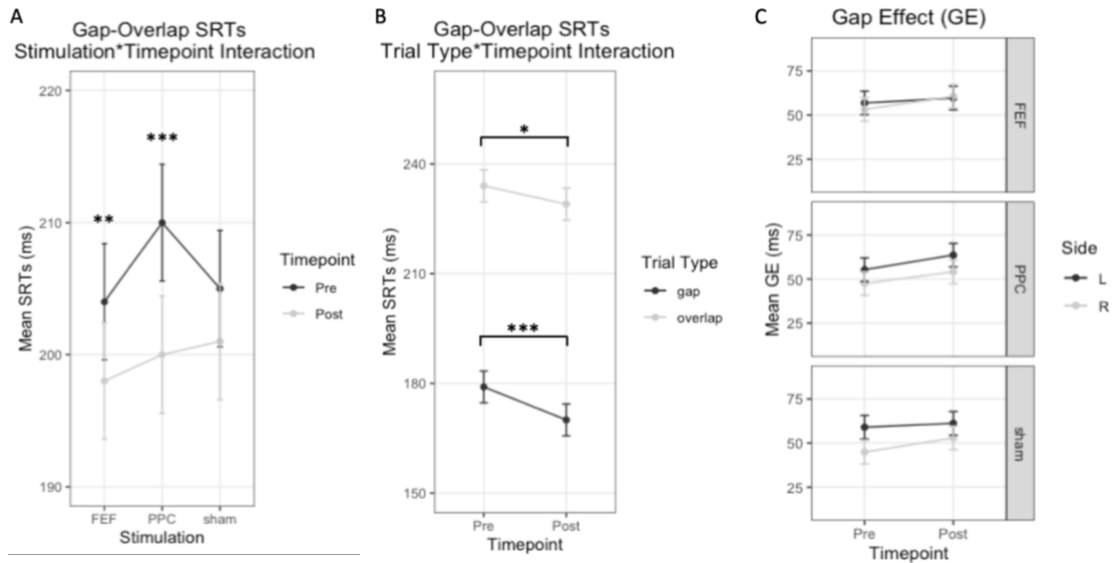 A
Gap-Overlap SRTs
Stimulation*Timepoint Interaction
220
210
200
190
Mean SRTs (ms)
**
***
FEF
PPC
sham
Stimulation
Timepoint
Pre
Post
B
Gap-Overlap SRTs
Trial Type*Timepoint Interaction
240
210
180
150
Mean SRTs (ms)
*
***
Pre
Post
Timepoint
Trial Type
gap
overlap
C
Gap Effect (GE)
75
50
25
FEF
75
50
25
PPC
75
50
25
sham
Mean GE (ms)
Pre
Post
Timepoint
Side
L
R